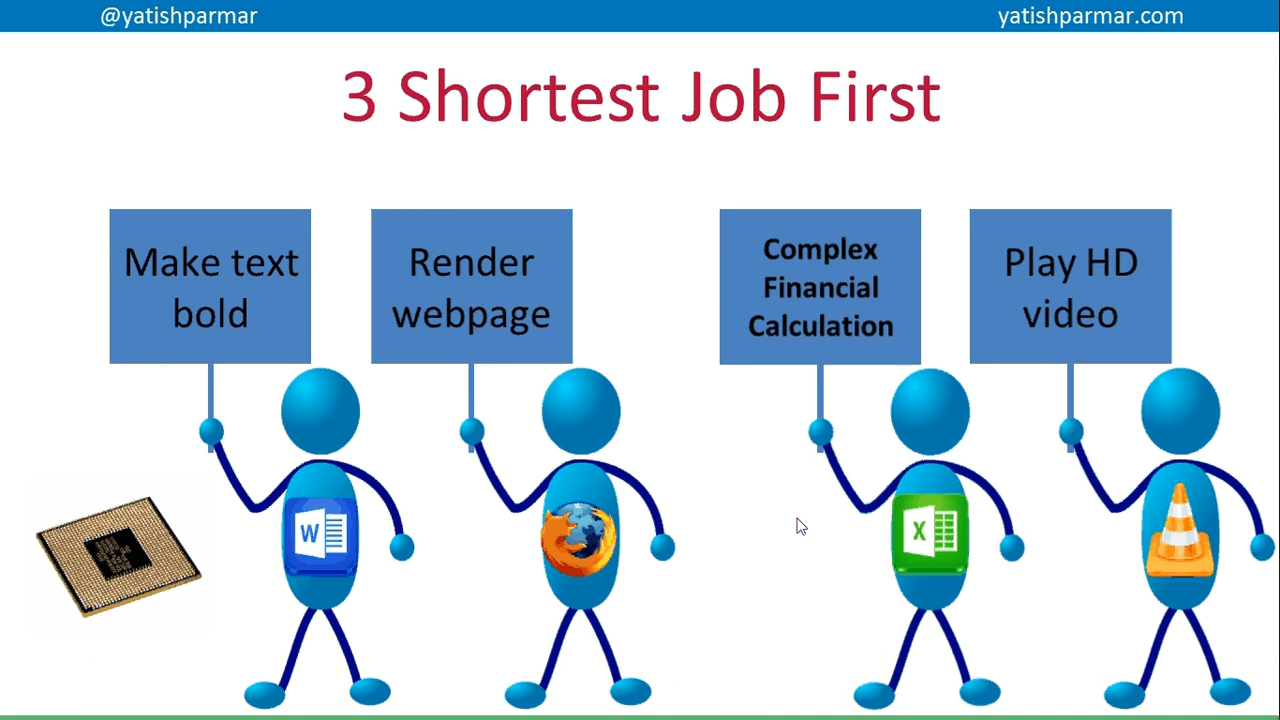 @yatishparmar
yatishparmar.com
3 Shortest Job First
Make text
bold
Render
webpage
Complex
Financial
Calculation
Play HD
video
W
X